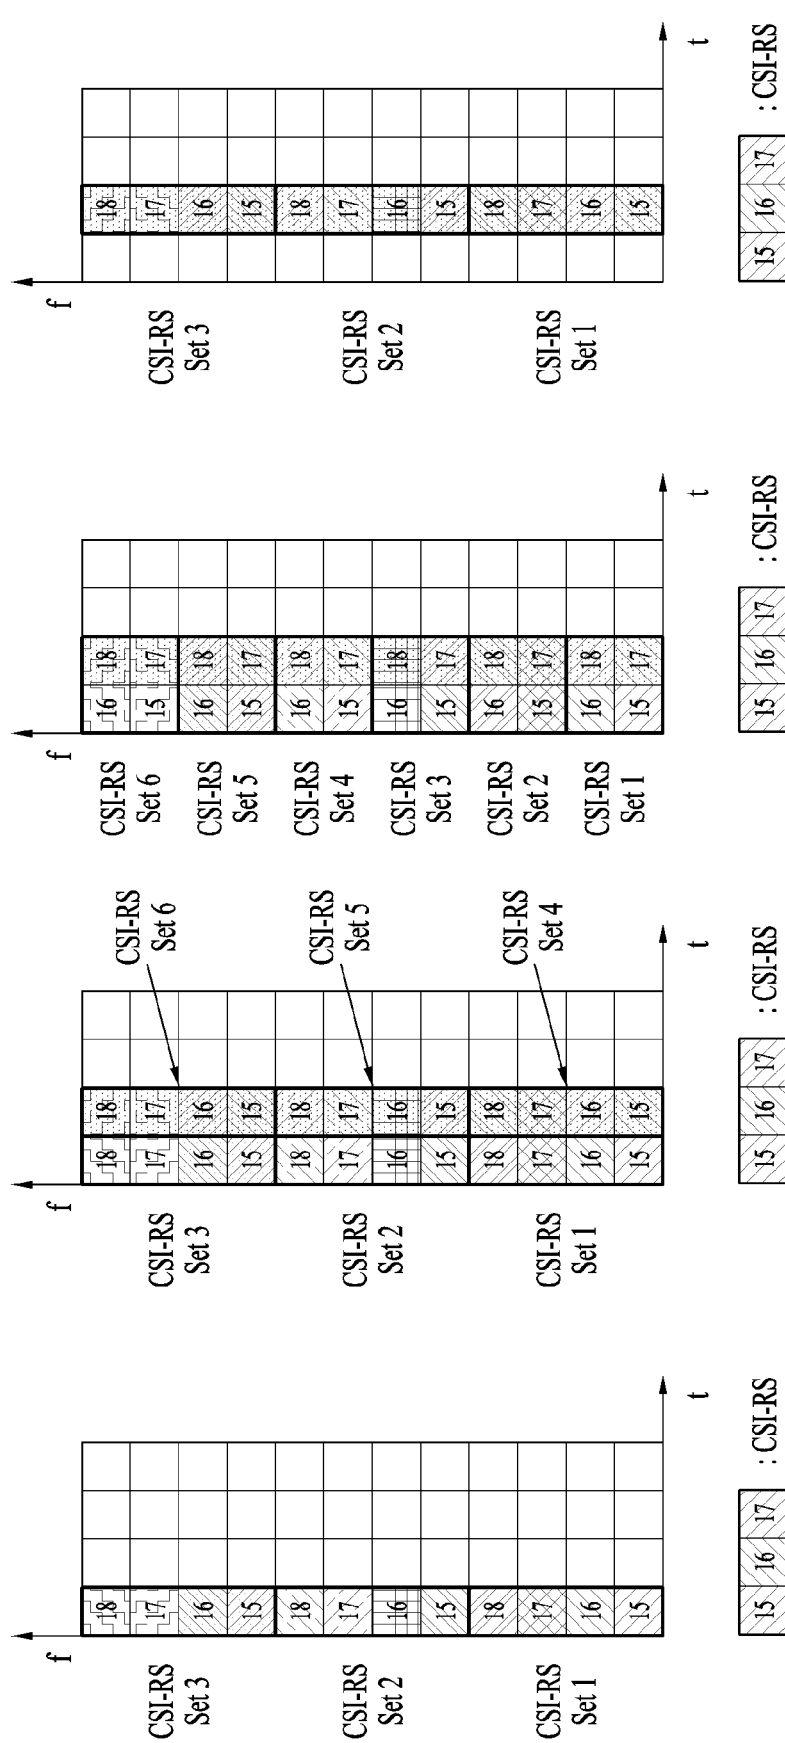 f
CSI-RS
Set 3
18
17
16
15
CSI-RS
Set 2
18
17
16
15
CSI-RS
Set 1
18
17
16
15
t
15 16 17 : CSI-RS
f
CSI-RS
Set 3
18 18
17 17
16 16
15 15
CSI-RS
Set 6
CSI-RS
Set 2
18 18
17 17
16 16
15 15
CSI-RS
Set 5
CSI-RS
Set 1
18 18
17 17
16 16
15 15
CSI-RS
Set 4
t
15 16 17 : CSI-RS
f
CSI-RS
Set 6
16 18
15 17
CSI-RS
Set 5
16 18
15 17
CSI-RS
Set 4
16 18
15 17
CSI-RS
Set 3
16 18
15 17
CSI-RS
Set 2
16 18
15 17
CSI-RS
Set 1
16 18
15 17
t
15 16 17 : CSI-RS
f
CSI-RS
Set 3
18
17
16
15
CSI-RS
Set 2
18
17
16
15
CSI-RS
Set 1
18
17
16
15
t
15 16 17 : CSI-RS